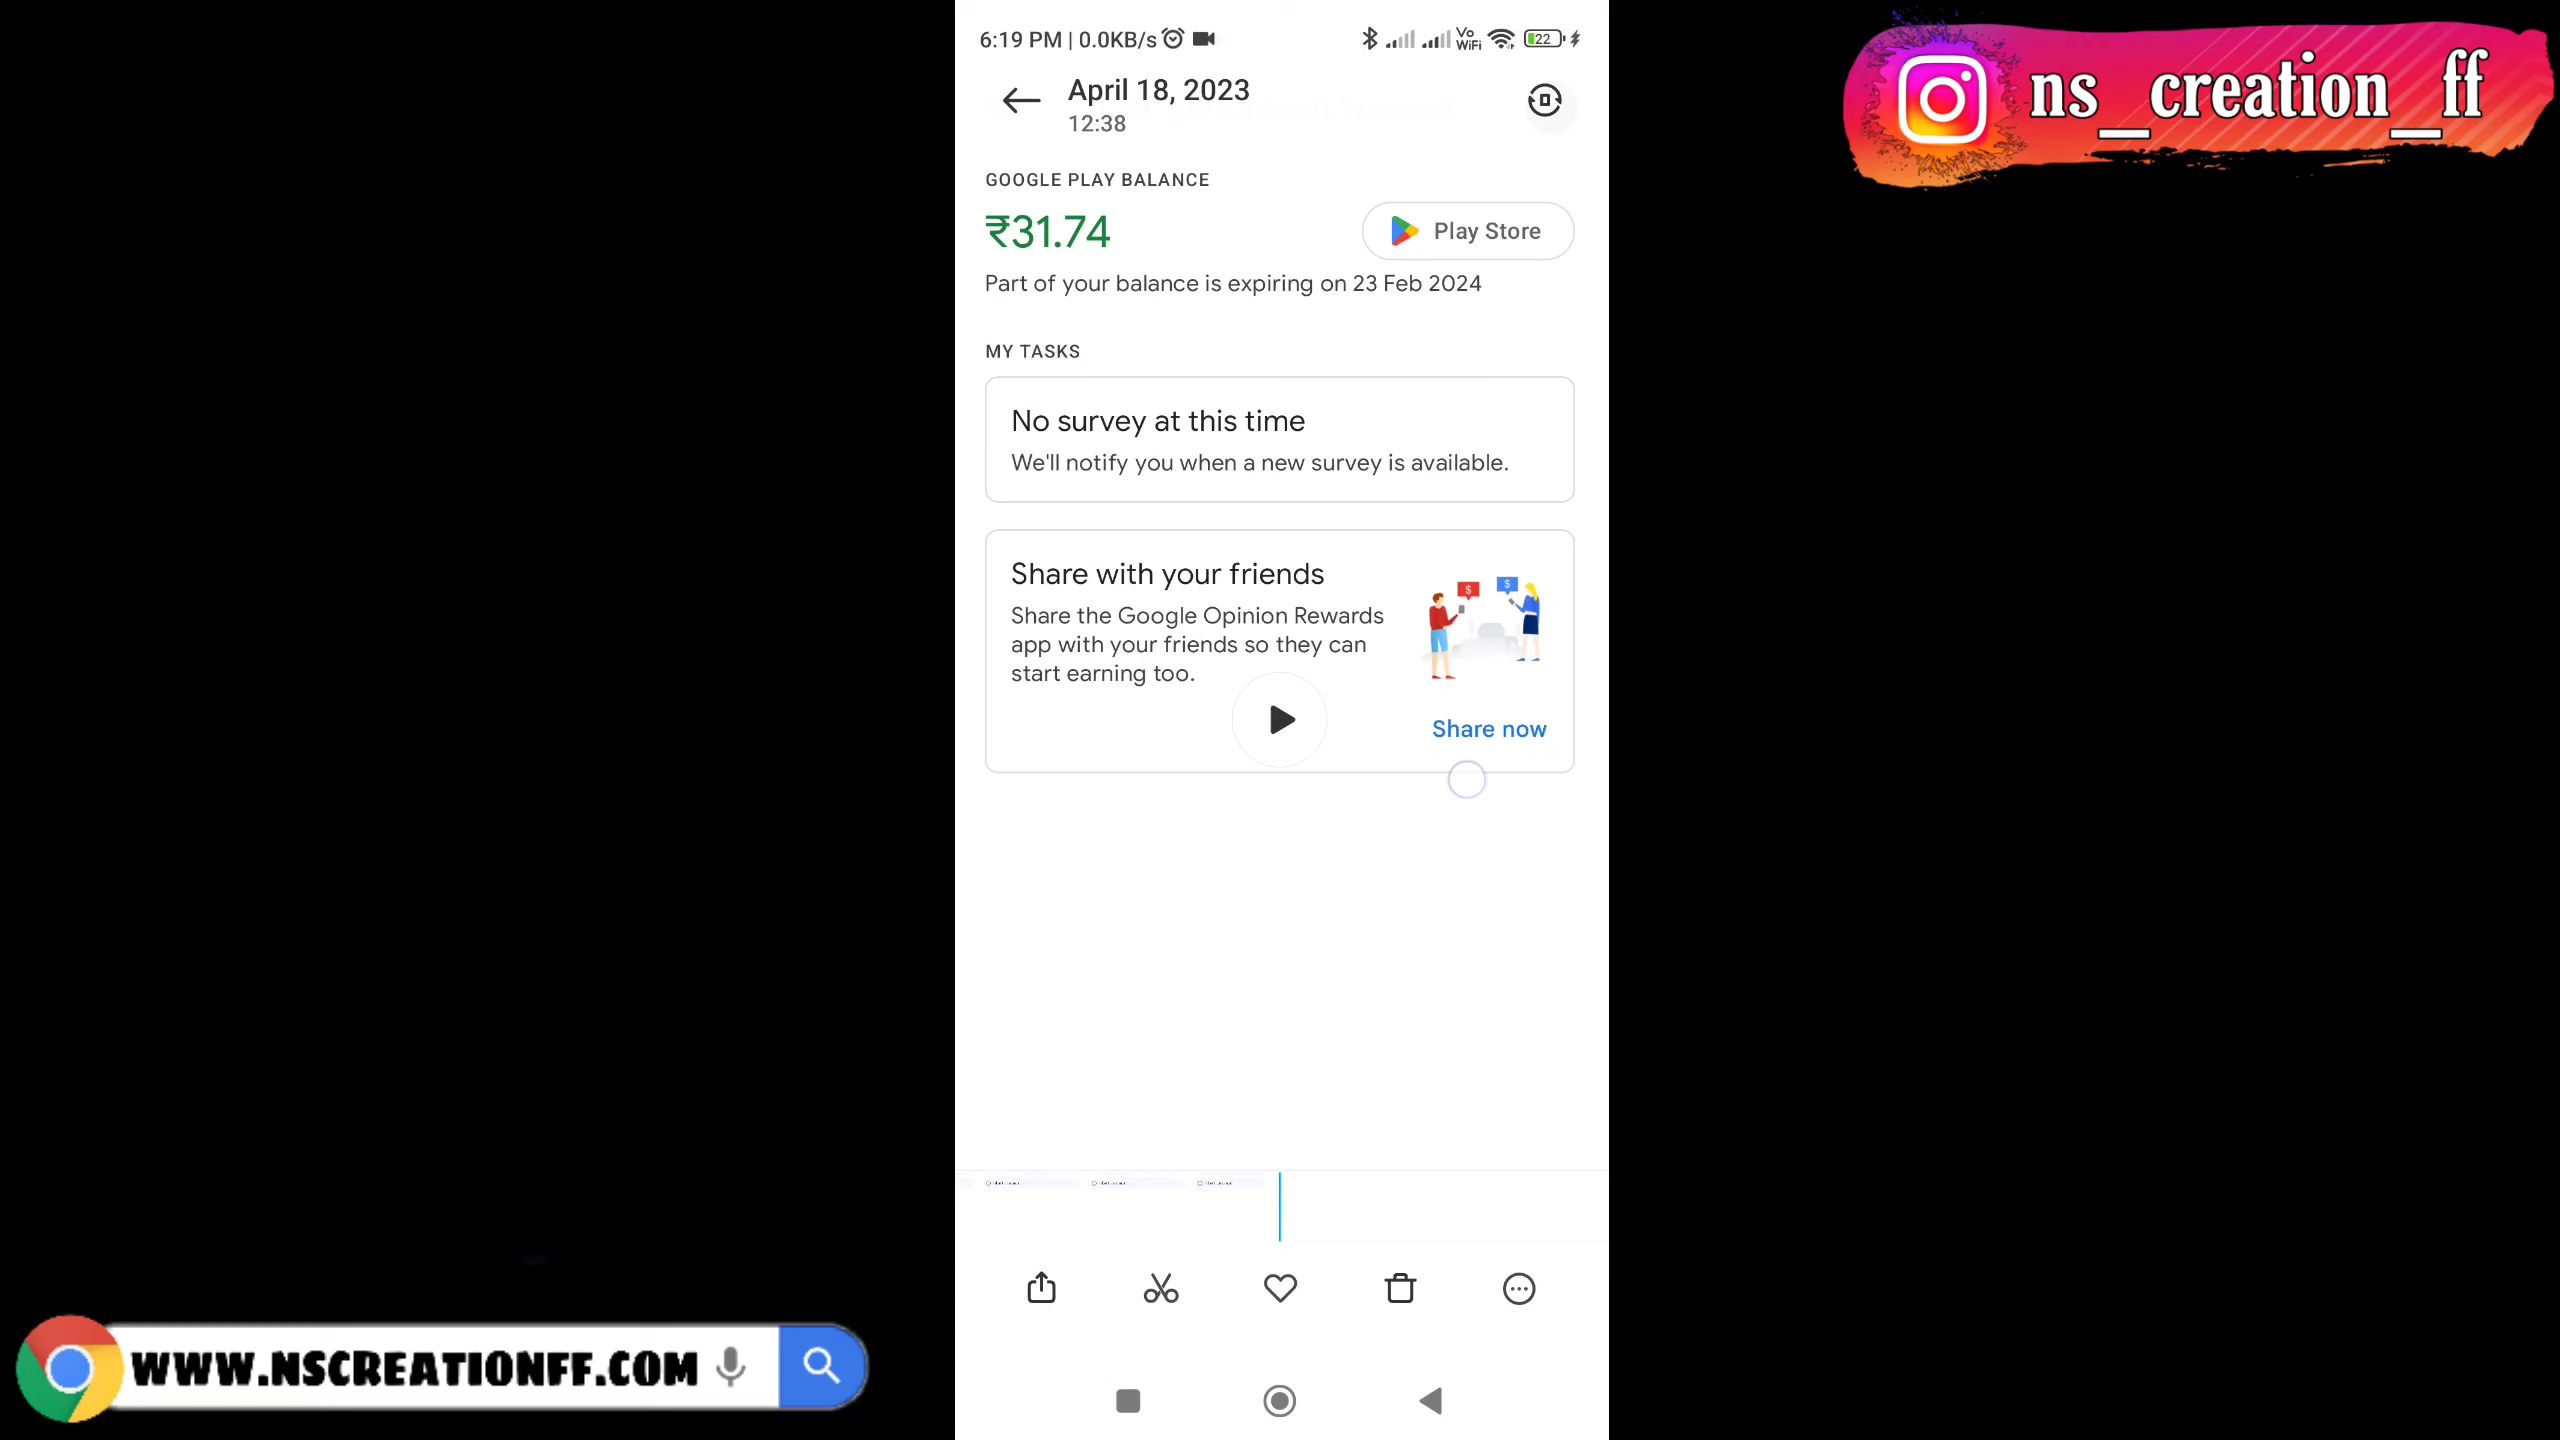 6:19 PM | 0.0KB/s
Vo
WiFi
22
April 18, 2023
12:38
GOOGLE PLAY BALANCE
₹31.74
Play Store
Part of your balance is expiring on 23 Feb 2024
MY TASKS
No survey at this time
We'll notify you when a new survey is available.
Share with your friends
Share the Google Opinion Rewards
app with your friends so they can
start earning too.
$
$
Share now
ns_creation_ff
WWW.NSCREATIONFF.COM